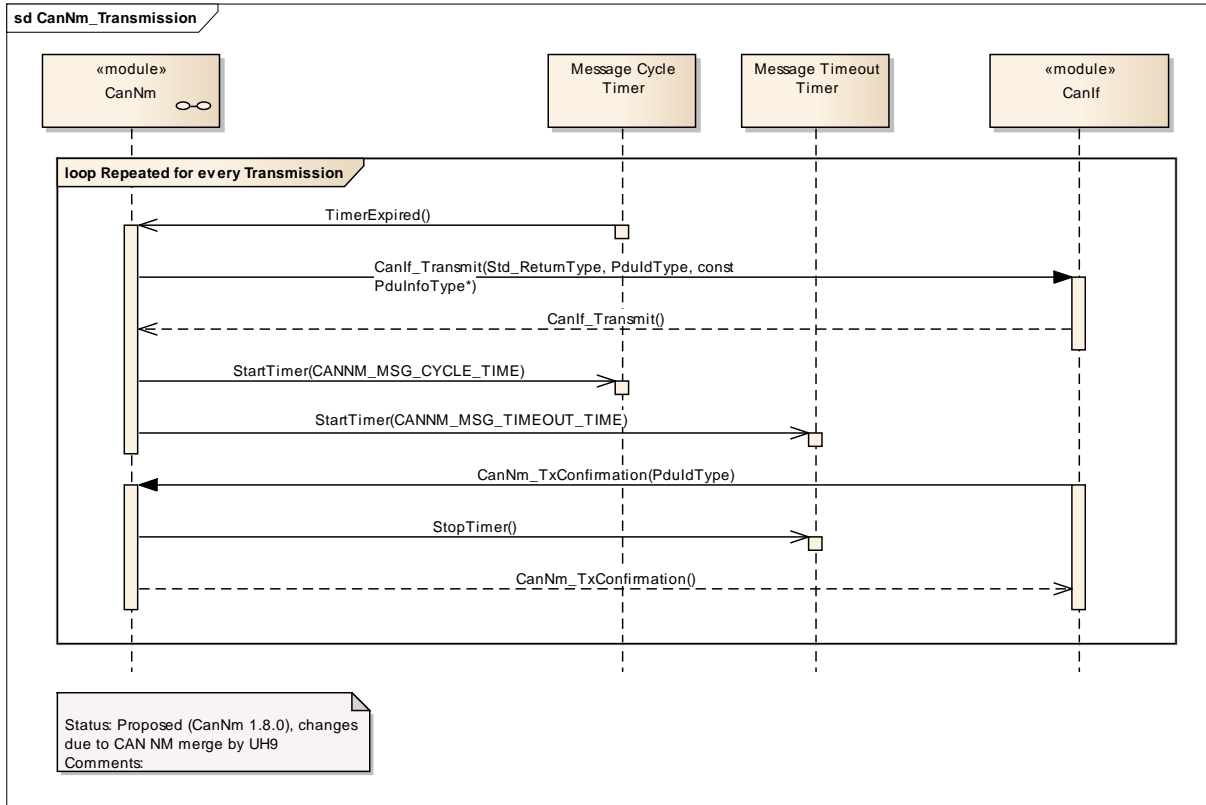 sd CanNm_Transmission
«module»
CanNm
Message Cycle
Timer
Message Timeout
Timer
«module»
CanIf
loop Repeated for every Transmission
TimerExpired()
CanIf_Transmit(Std_ReturnType, PduIdType, const
PduInfoType*)
CanIf_Transmit()
StartTimer(CANNM_MSG_CYCLE_TIME)
StartTimer(CANNM_MSG_TIMEOUT_TIME)
CanNm_TxConfirmation(PduIdType)
StopTimer()
CanNm_TxConfirmation()
Status: Proposed (CanNm 1.8.0), changes
due to CAN NM merge by UH9
Comments: